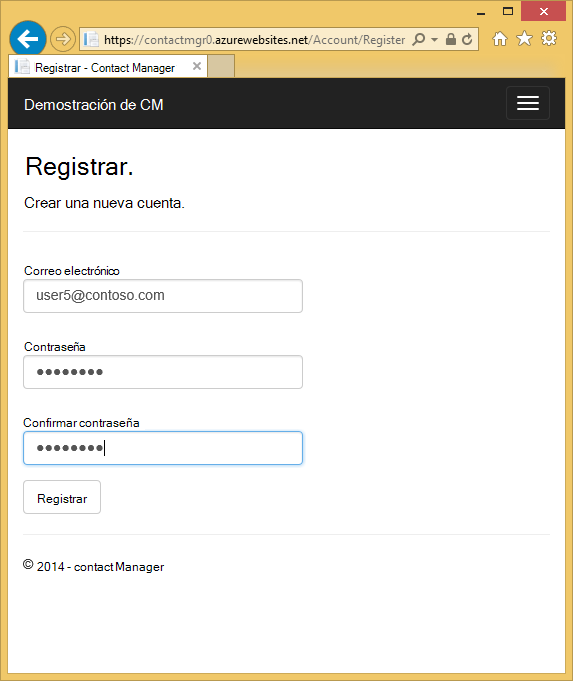 https://contactmgr0.azurewebsites.net/Account/Register
Registrar - Contact Manager
Demostración de CM
Registrar.
Crear una nueva cuenta.
Correo electrónico
user5@contoso.com
Contraseña
●●●●●●●●
Confirmar contraseña
●●●●●●●●
Registrar
© 2014 - contact Manager